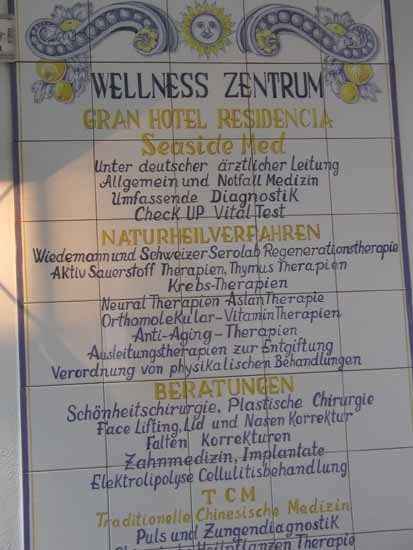 WELLNESS ZENTRUM
GRAN HOTEL RESIDENCIA
Seaside Med
Unter deutscher ärztlicher Leitung
Allgemein und Notfall Medizin
Umfassende Diagnostik
Check UP Vital Test
NATURHEILVERFAHREN
Wiedemann und Schweizer Serolab Regenerationstherapie
Aktiv Sauerstoff Therapien, Thymus Therapien
Krebs-Therapien
Neural Therapien Aslan Therapie
Orthomolekular-Vitamin Therapien
Anti-Aging-Therapien
Ausleitungstherapien zur Entgiftung
Verordnung von physikalischen Behandlungen
BERATUNGEN
Schönheitschirurgie, Plastische Chirurgie
Face Lifting, Lid und Nasen Korrektur
Falten Korrekturen
Zahnmedizin, Implantate
Elektrolipolyse Cellulitisbehandlung
TCM
Traditionelle Chinesische Medizin
Puls und Zungendiagnostik
Heilpflanzen Therapie